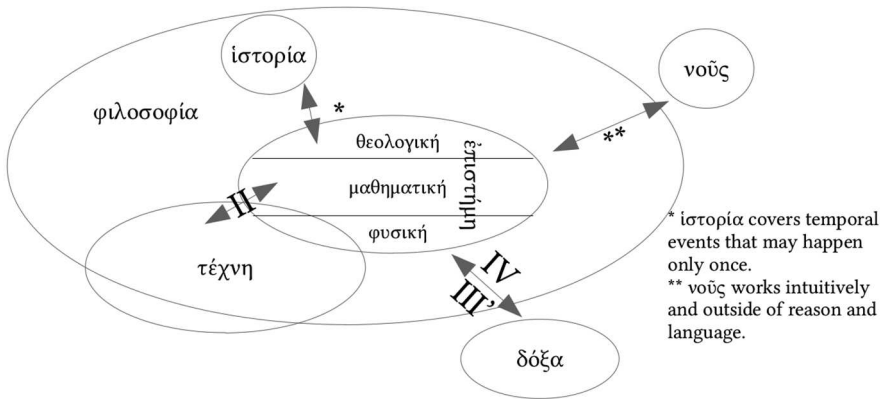 ἱστορία
νοῦς
φιλοσοφία
*
**
θεολογική
ἐπιστήμη
μαθηματική
II
φυσική
τέχνη
IV
III’
δόξα
* ἱστορία covers temporal
events that may happen
only once.
** νοῦς works intuitively
and outside of reason and
language.